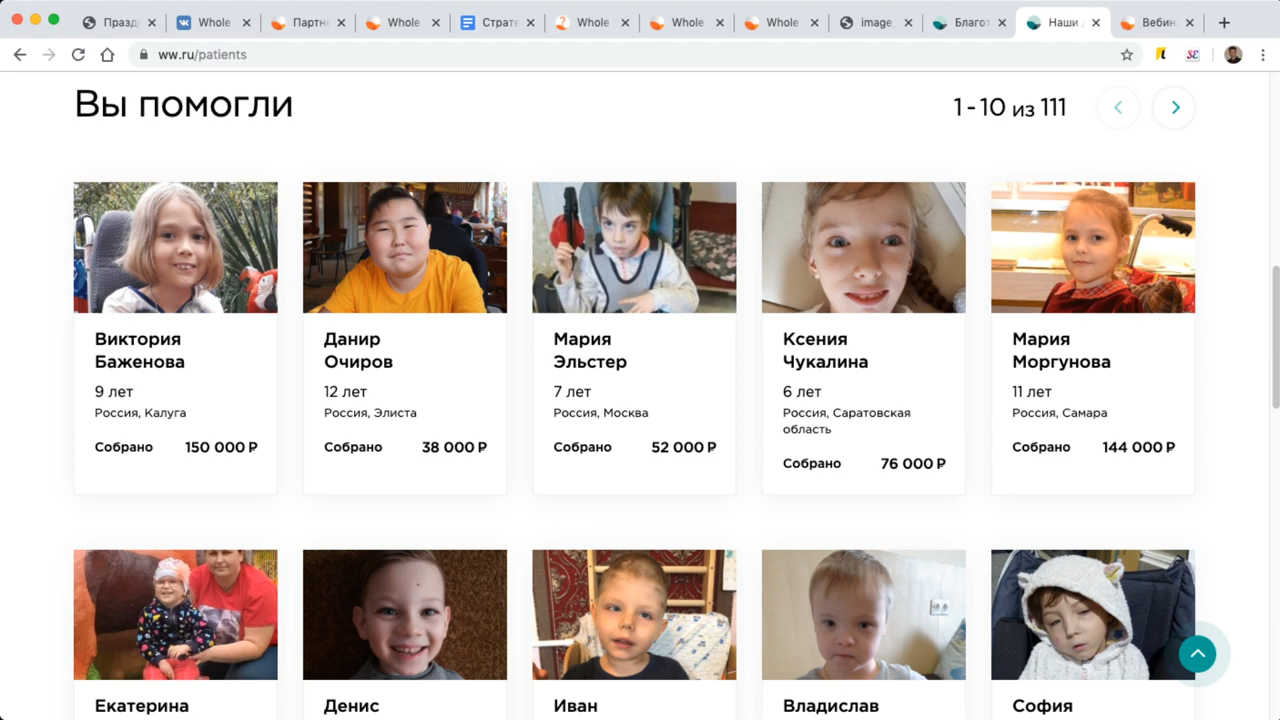 Празд
Whole
Партн
Whole
Страте
Whole
Whole
Whole
image_
Благот
Наши д
Вебин
ww.ru/patients
Вы помогли
1 - 10 из 111
Виктория
Баженова
9 лет
Россия, Калуга
Собрано 150 000 ₽
Данир
Очиров
12 лет
Россия, Элиста
Собрано 38 000 ₽
Мария
Эльстер
7 лет
Россия, Москва
Собрано 52 000 ₽
Ксения
Чукалина
6 лет
Россия, Саратовская
область
Собрано 76 000 ₽
Мария
Моргунова
11 лет
Россия, Самара
Собрано 144 000 ₽
Екатерина
Денис
Иван
Владислав
София